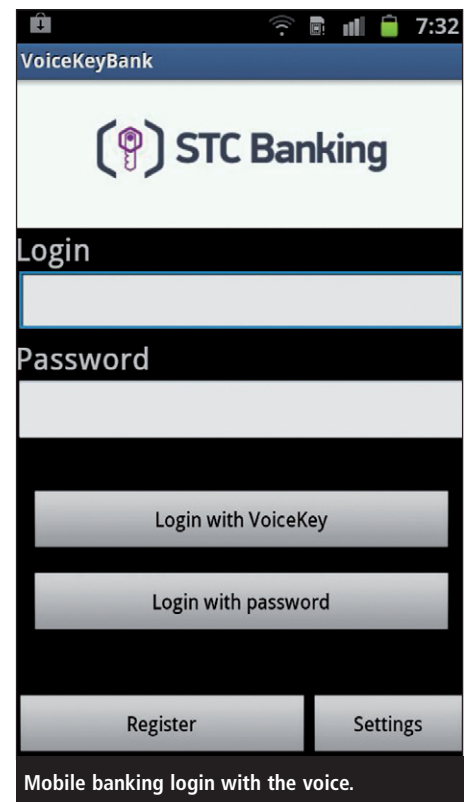 7:32
VoiceKeyBank
STC Banking
Login
Password
Login with VoiceKey
Login with password
Register
Settings
Mobile banking login with the voice.